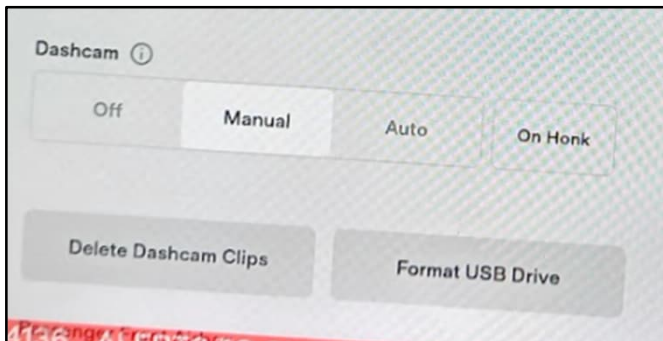 Dashcam
Off Manual Auto On Honk
Delete Dashcam Clips Format USB Drive